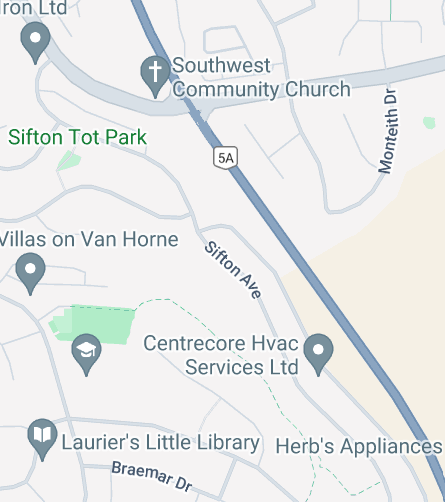 Iron Ltd
Southwest
Community Church
Monteith Dr
Sifton Tot Park
5A
Villas on Van Horne
Sifton Ave
Centrecore Hvac
Services Ltd
Laurier's Little Library
Herb's Appliances
Braemar Dr